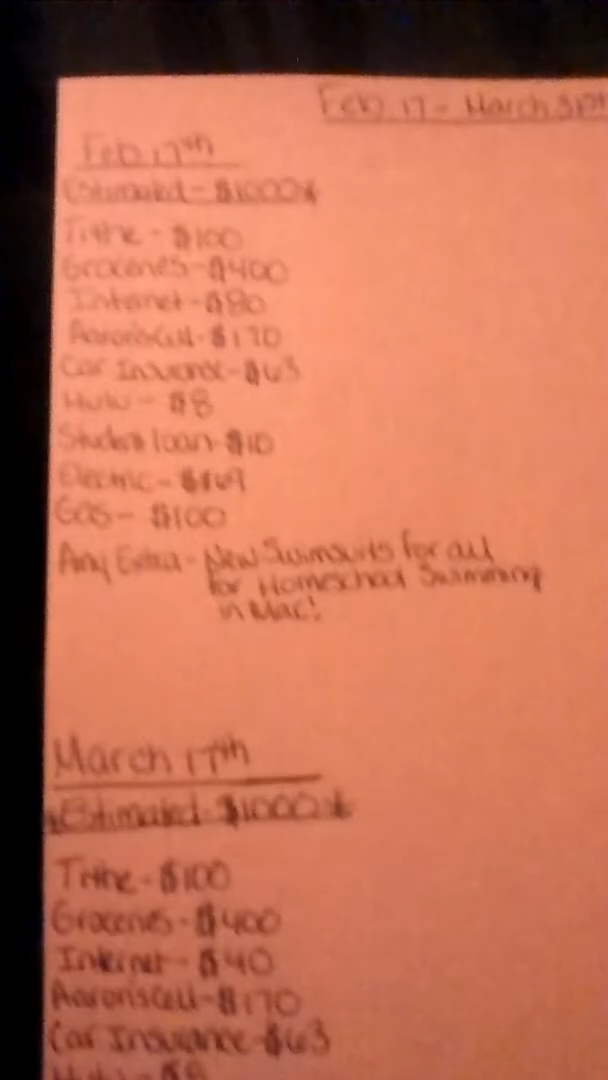 Feb 17 - March 31st
Feb 17th
Estimated - $1000*
Tithe - $100
Groceries - $400
Internet - $80
Aaron's Cell - $170
Car Insurance - $63
Hulu - $8
Student loan - $10
Electric -
Gas - $100
Any Extra - New Swimsuits for all
for Homeschool Swimming
in Mac!
March 17th
*Estimated - $1000*
Tithe - $100
Groceries - $400
Internet - $40
Aaron's Cell - $170
Car Insurance - $63
Hulu - $8